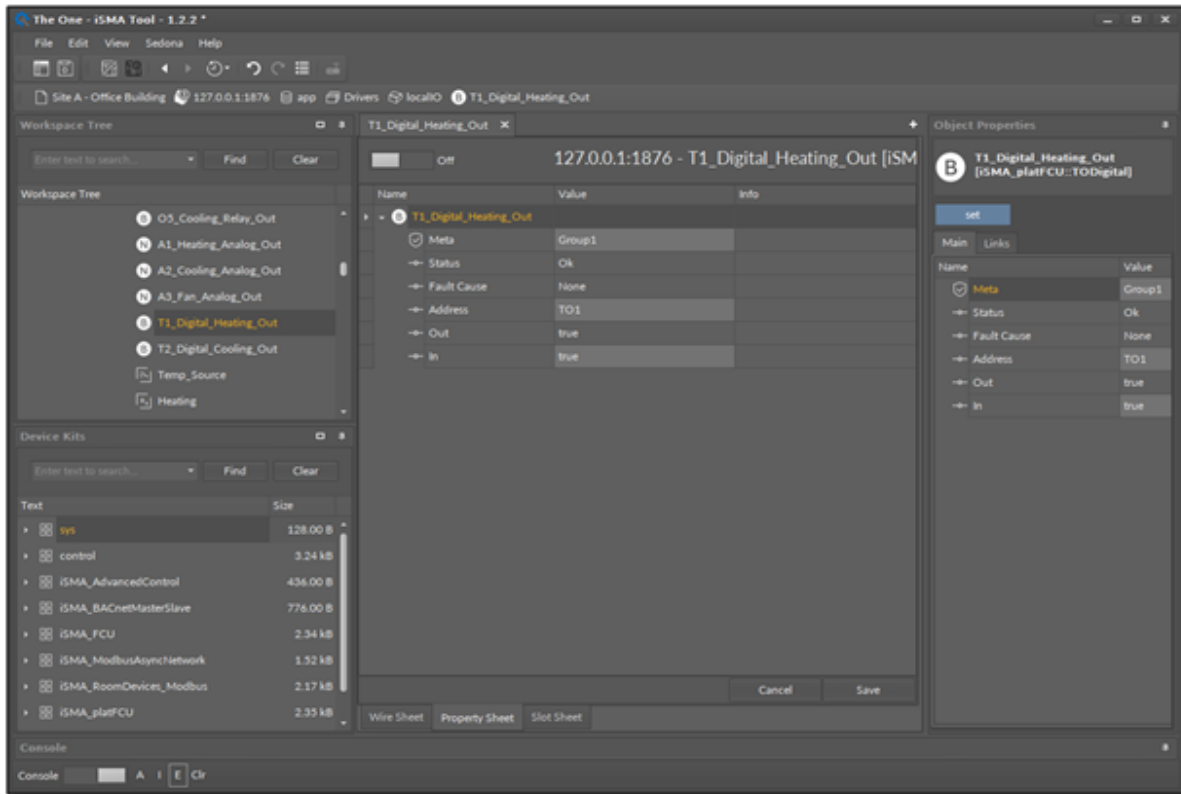 The One - iSMA Tool - 1.2.2 *
File Edit View Sedona Help
Site A - Office Building 127.0.0.1:1876 app Drivers localIO B T1_Digital_Heating_Out
Workspace Tree
Enter text to search... Find Clear
Workspace Tree
B O5_Cooling_Relay_Out
N A1_Heating_Analog_Out
N A2_Cooling_Analog_Out
N A3_Fan_Analog_Out
B T1_Digital_Heating_Out
B T2_Digital_Cooling_Out
Temp_Source
Heating
Device Kits
Enter text to search... Find Clear
Text Size
sys 128.00 B
control 3.24 kB
iSMA_AdvancedControl 436.00 B
iSMA_BACnetMasterSlave 776.00 B
iSMA_FCU 2.34 kB
iSMA_ModbusAsyncNetwork 1.52 kB
iSMA_RoomDevices_Modbus 2.17 kB
iSMA_platFCU 2.35 kB
T1_Digital_Heating_Out
Off 127.0.0.1:1876 - T1_Digital_Heating_Out [iSM
Name Value Info
B T1_Digital_Heating_Out
Meta Group1
Status Ok
Fault Cause None
Address TO1
Out true
In true
Cancel Save
Wire Sheet Property Sheet Slot Sheet
Object Properties
B T1_Digital_Heating_Out
[iSMA_platFCU::TODigital]
set
Main Links
Name Value
Meta Group1
Status Ok
Fault Cause None
Address TO1
Out true
In true
Console
Console A I E Clr